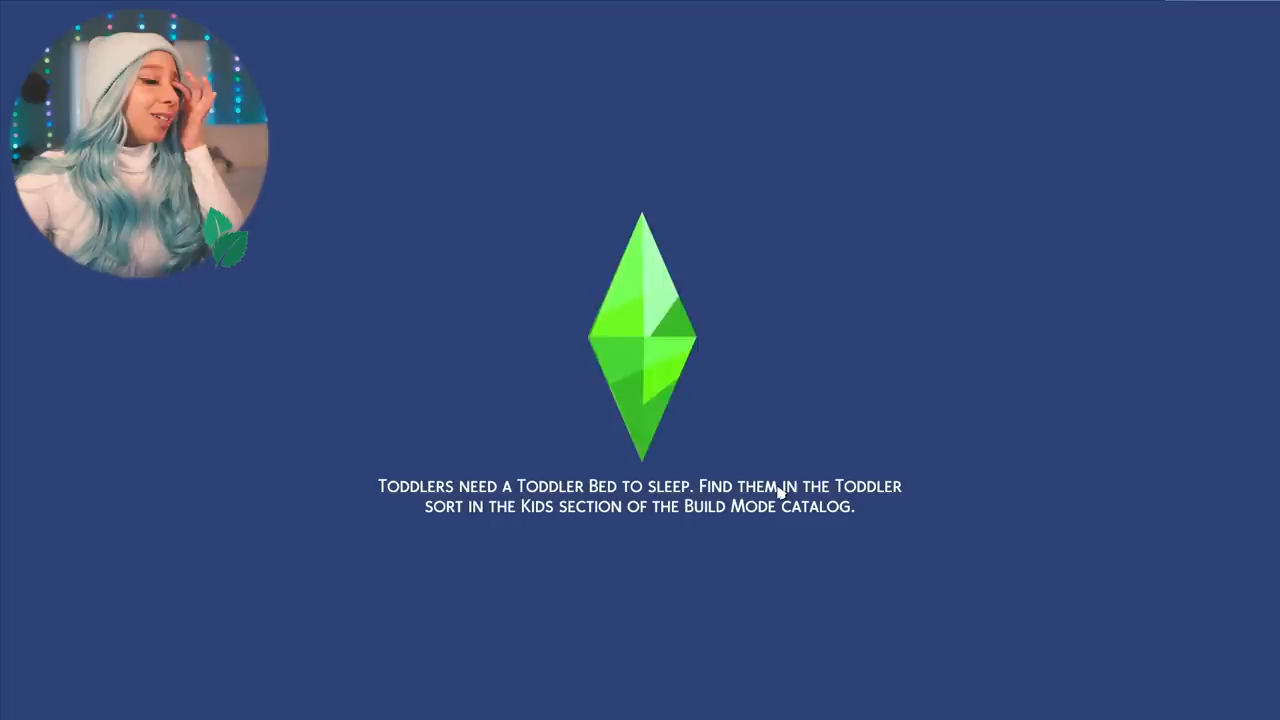 Toddlers need a Toddler Bed to sleep. Find them in the Toddler
sort in the Kids section of the Build Mode catalog.